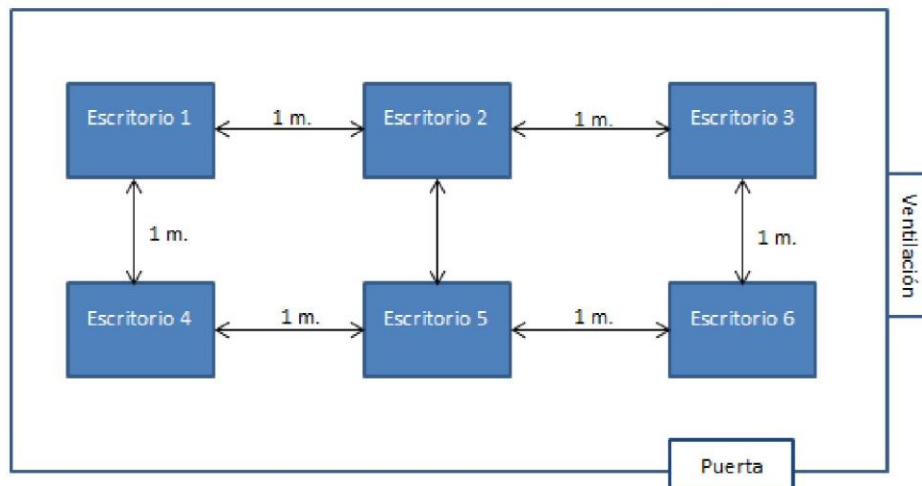 Escritorio 1
1 m.
Escritorio 2
1 m.
Escritorio 3
1 m.
1 m.
Ventilación
Escritorio 4
1 m.
Escritorio 5
1 m.
Escritorio 6
Puerta